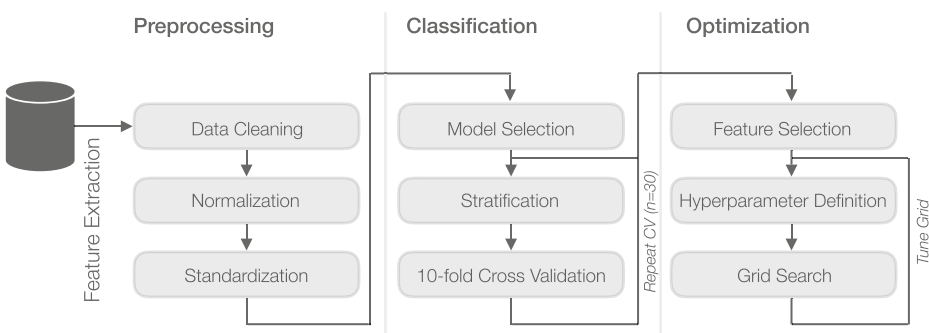 Preprocessing
Classification
Optimization
Feature Extraction
Data Cleaning
Normalization
Standardization
Model Selection
Stratification
10-fold Cross Validation
Repeat CV (n=30)
Feature Selection
Hyperparameter Definition
Grid Search
Tune Grid